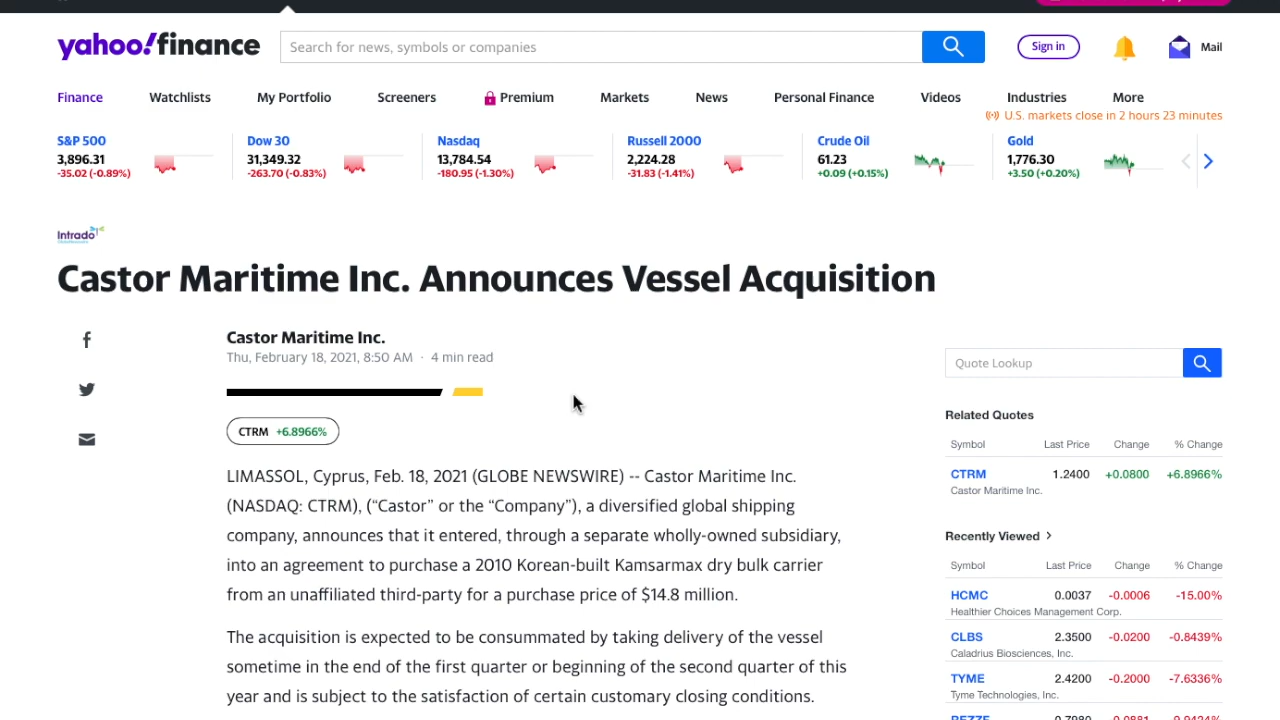 yahoo!finance
Search for news, symbols or companies
Sign in
Mail
Finance Watchlists My Portfolio Screeners Premium Markets News Personal Finance Videos Industries More
U.S. markets close in 2 hours 23 minutes
S&P 500
3,896.31
-35.02 (-0.89%)
Dow 30
31,349.32
-263.70 (-0.83%)
Nasdaq
13,784.54
-180.95 (-1.30%)
Russell 2000
2,224.28
-31.83 (-1.41%)
Crude Oil
61.23
+0.09 (+0.15%)
Gold
1,776.30
+3.50 (+0.20%)
Intrado
Castor Maritime Inc. Announces Vessel Acquisition
Castor Maritime Inc.
Thu, February 18, 2021, 8:50 AM · 4 min read
CTRM +6.8966%
LIMASSOL, Cyprus, Feb. 18, 2021 (GLOBE NEWSWIRE) -- Castor Maritime Inc.
(NASDAQ: CTRM), (“Castor” or the “Company”), a diversified global shipping
company, announces that it entered, through a separate wholly-owned subsidiary,
into an agreement to purchase a 2010 Korean-built Kamsarmax dry bulk carrier
from an unaffiliated third-party for a purchase price of $14.8 million.
The acquisition is expected to be consummated by taking delivery of the vessel
sometime in the end of the first quarter or beginning of the second quarter of this
year and is subject to the satisfaction of certain customary closing conditions.
Quote Lookup
Related Quotes
Symbol Last Price Change % Change
CTRM 1.2400 +0.0800 +6.8966%
Castor Maritime Inc.
Recently Viewed
Symbol Last Price Change % Change
HCMC 0.0037 -0.0006 -15.00%
Healthier Choices Management Corp.
CLBS 2.3500 -0.0200 -0.8439%
Caladrius Biosciences, Inc.
TYME 2.4200 -0.2000 -7.6336%
Tyme Technologies, Inc.